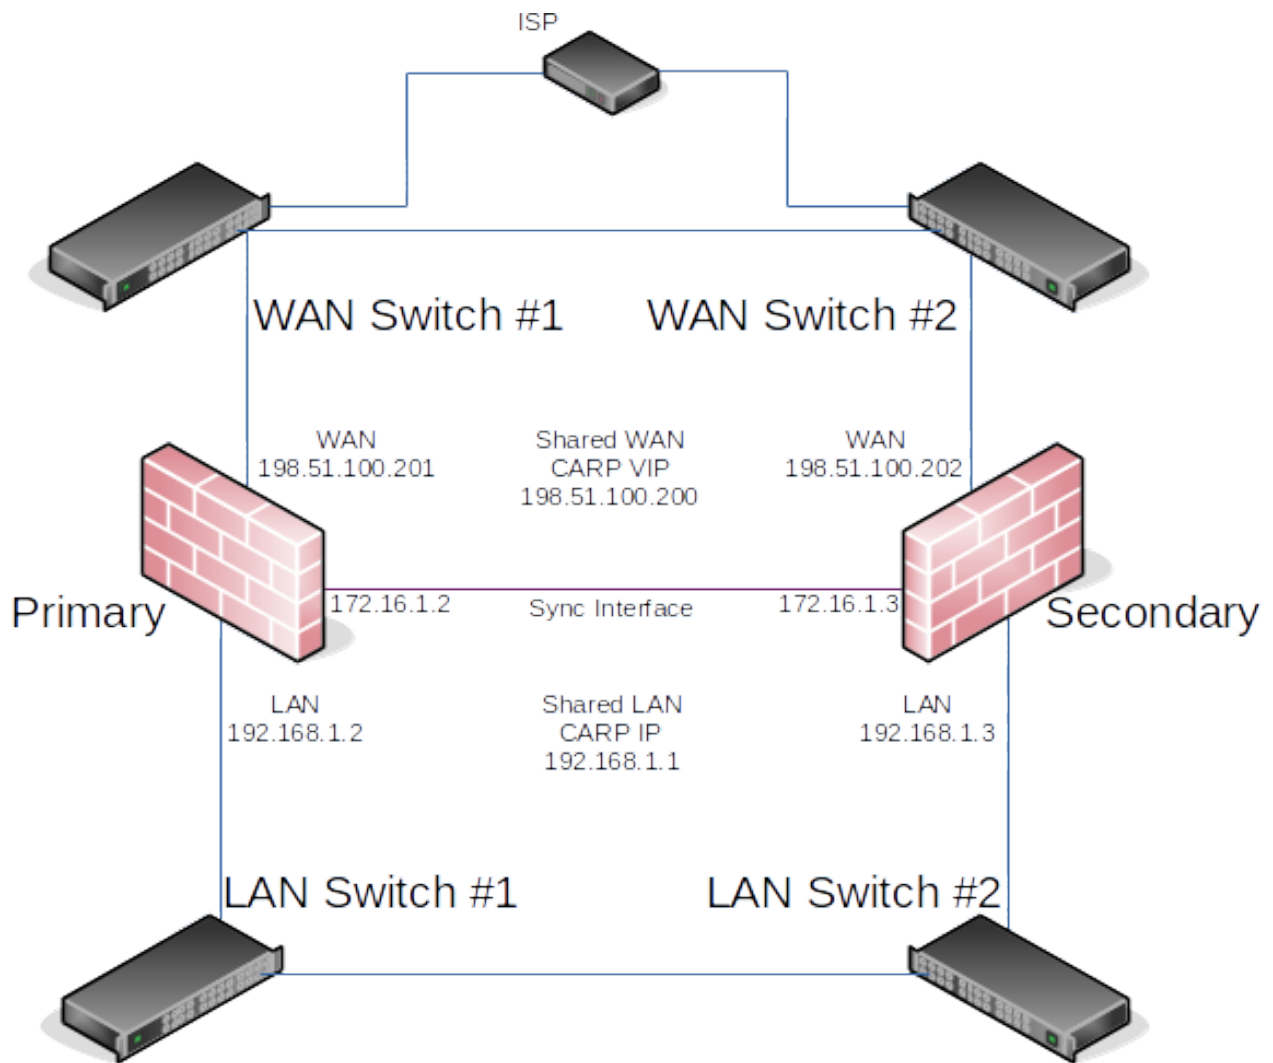 ISP
WAN Switch #1
WAN Switch #2
WAN
198.51.100.201
Shared WAN
CARP VIP
198.51.100.200
WAN
198.51.100.202
Primary
172.16.1.2
Sync Interface
172.16.1.3
Secondary
LAN
192.168.1.2
Shared LAN
CARP IP
192.168.1.1
LAN
192.168.1.3
LAN Switch #1
LAN Switch #2